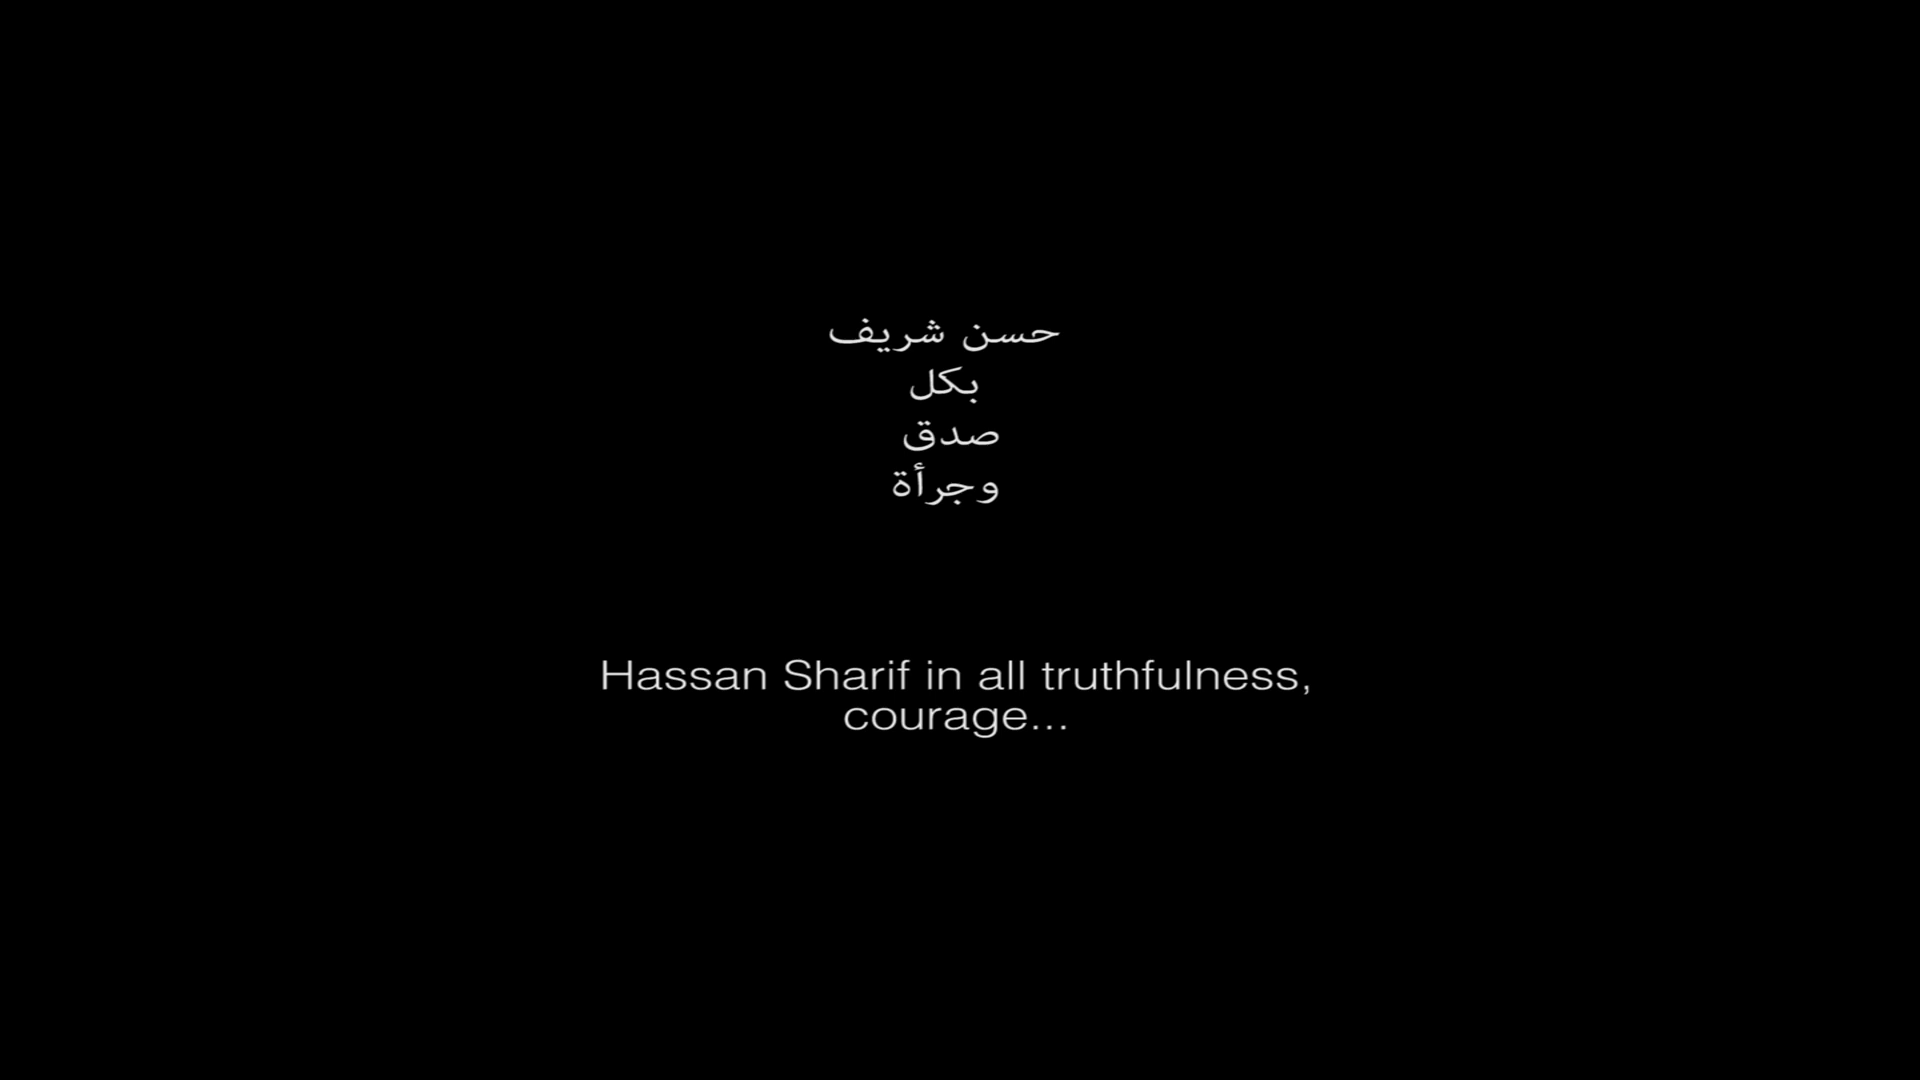 حسن شريف
بكل
صدق
وجرأة
Hassan Sharif in all truthfulness,
courage...